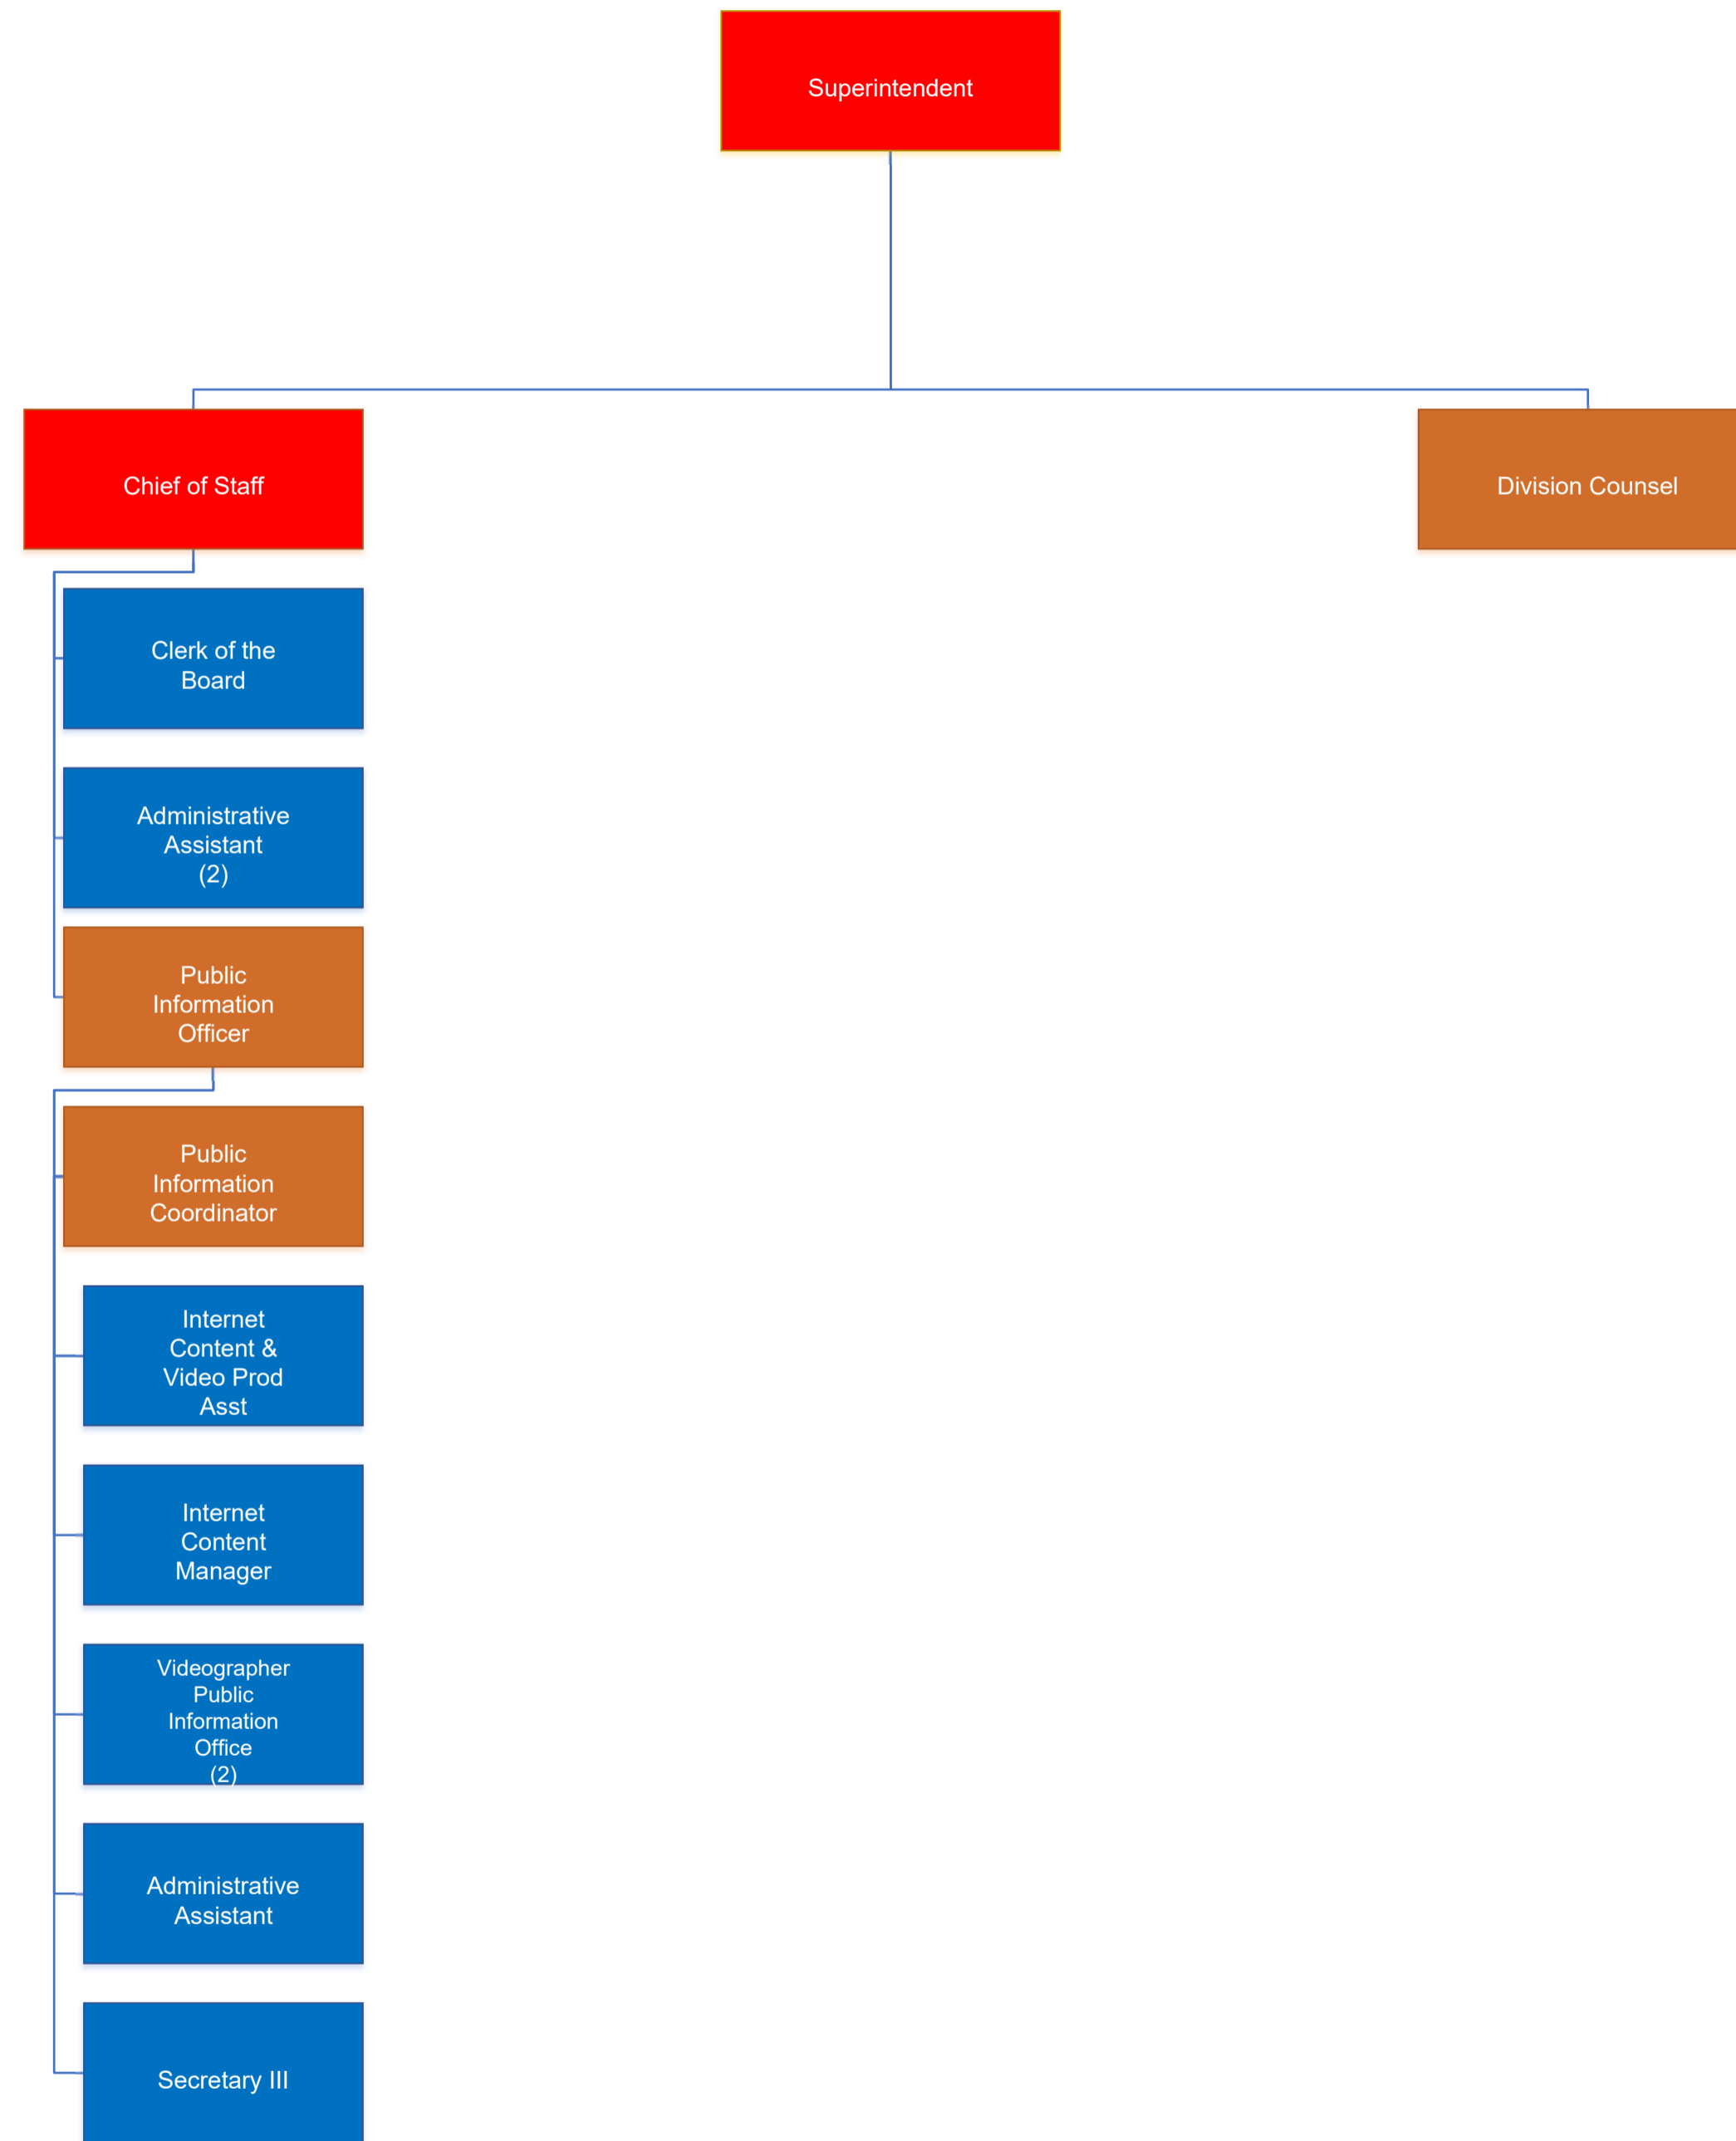 Superintendent
Chief of Staff
Division Counsel
Clerk of the
Board
Administrative
Assistant
(2)
Public
Information
Officer
Public
Information
Coordinator
Internet
Content &
Video Prod
Asst
Internet
Content
Manager
Videographer
Public
Information
Office
(2)
Administrative
Assistant
Secretary III